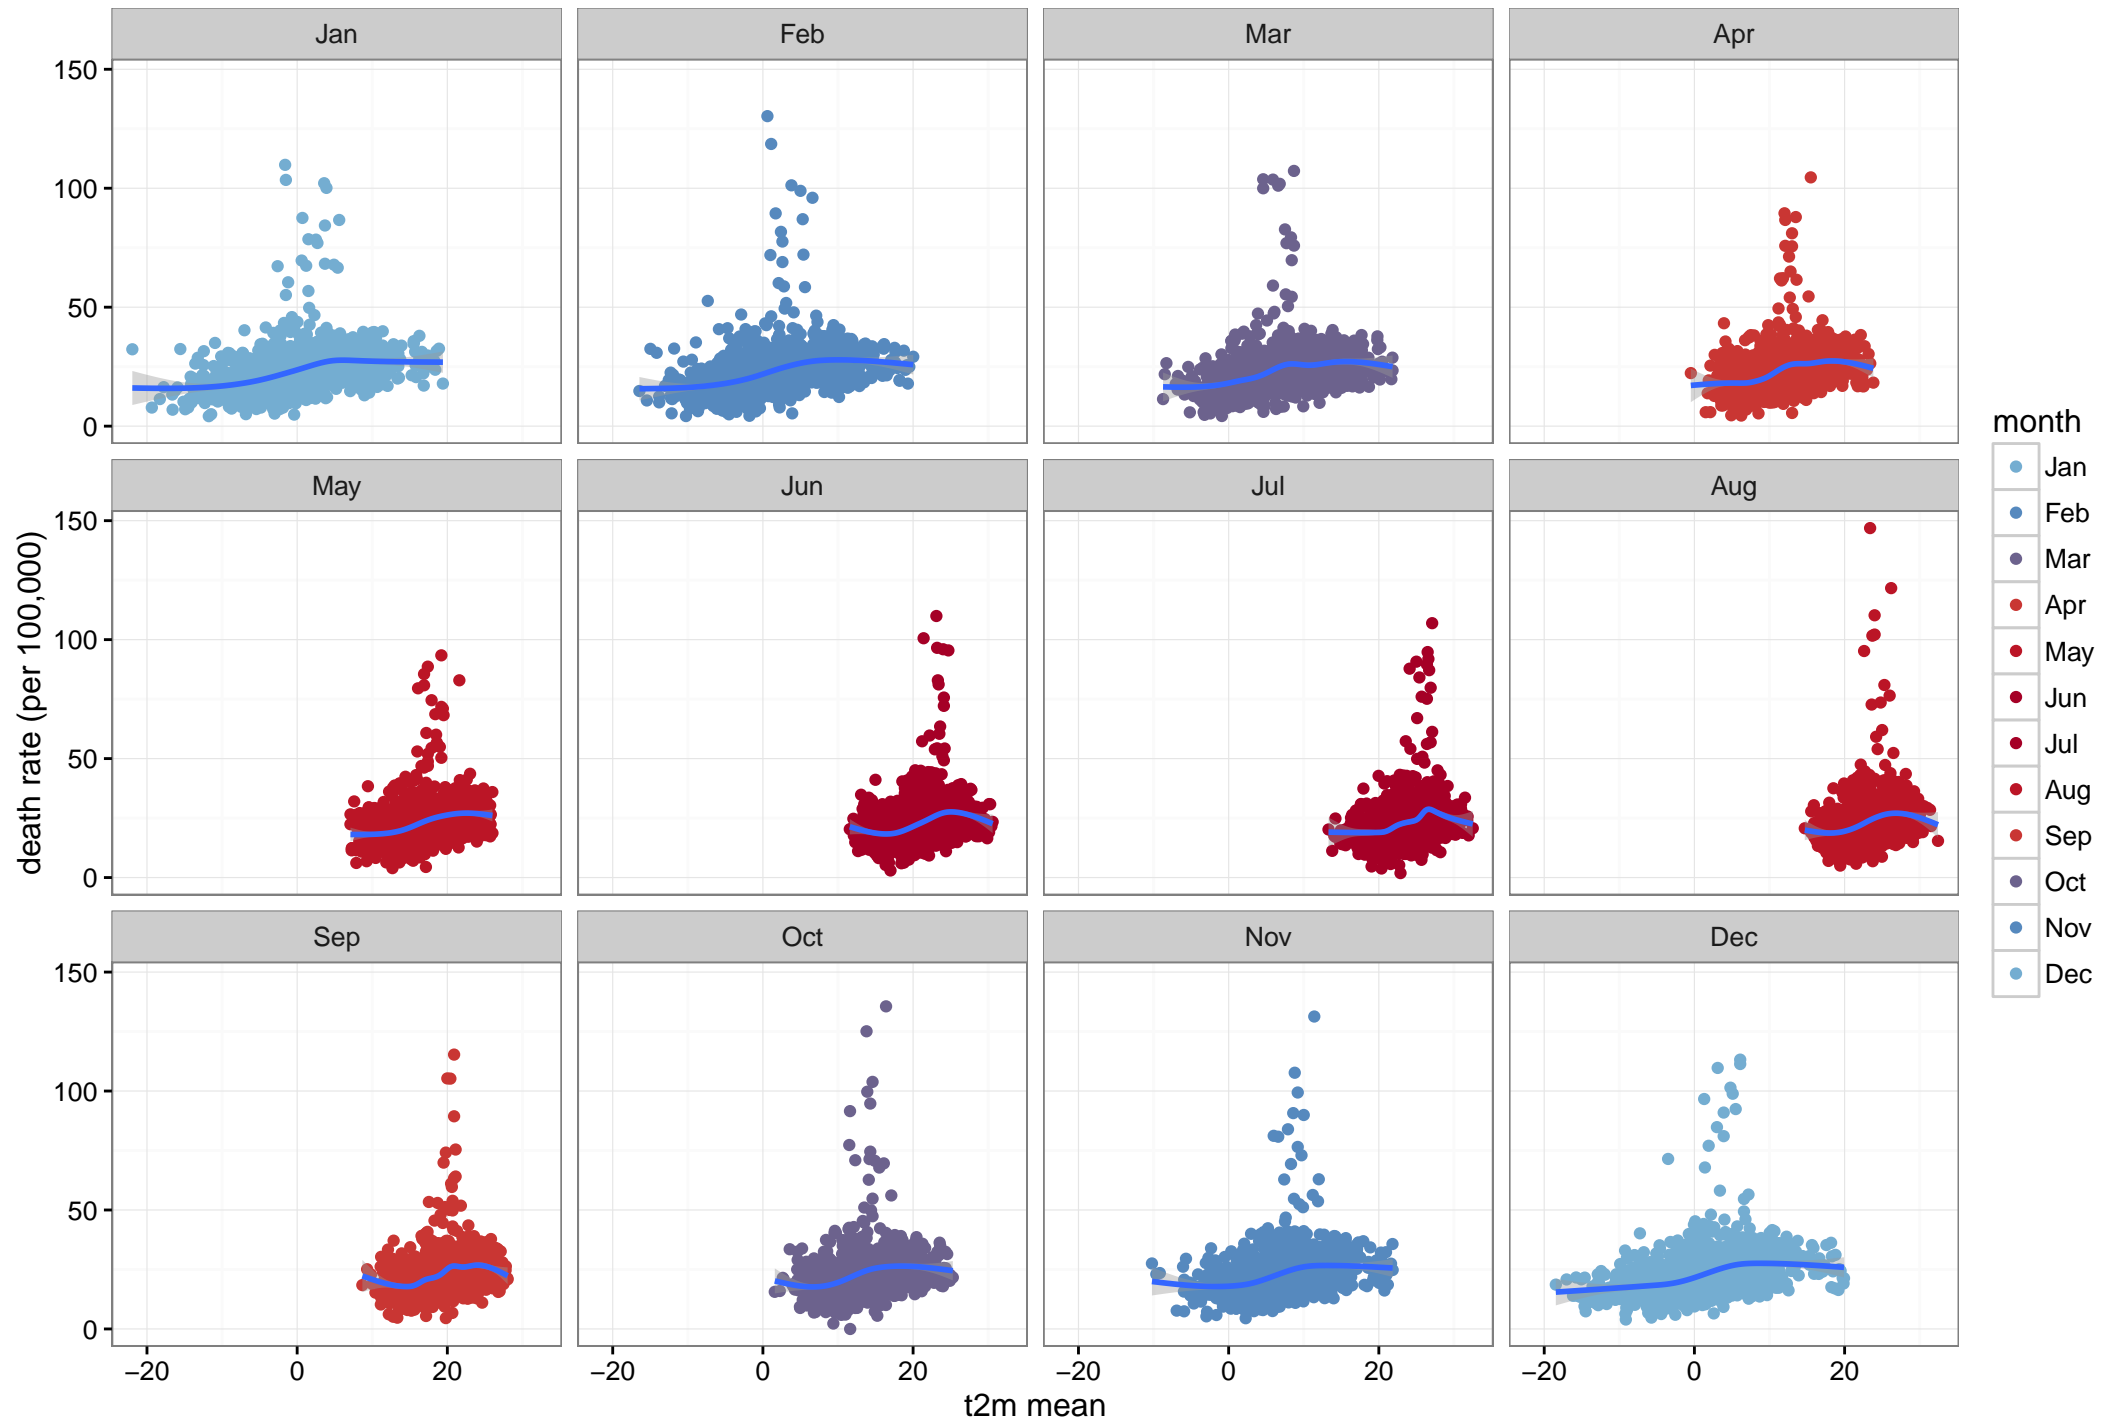 Jan Feb Mar Apr
150
100
50
0
May Jun Jul Aug
150
100
50
0
Sep Oct Nov Dec
150
100
50
0
−20 0 20 −20 0 20 −20 0 20 −20 0 20
t2m mean
death rate (per 100,000)
month
Jan
Feb
Mar
Apr
May
Jun
Jul
Aug
Sep
Oct
Nov
Dec